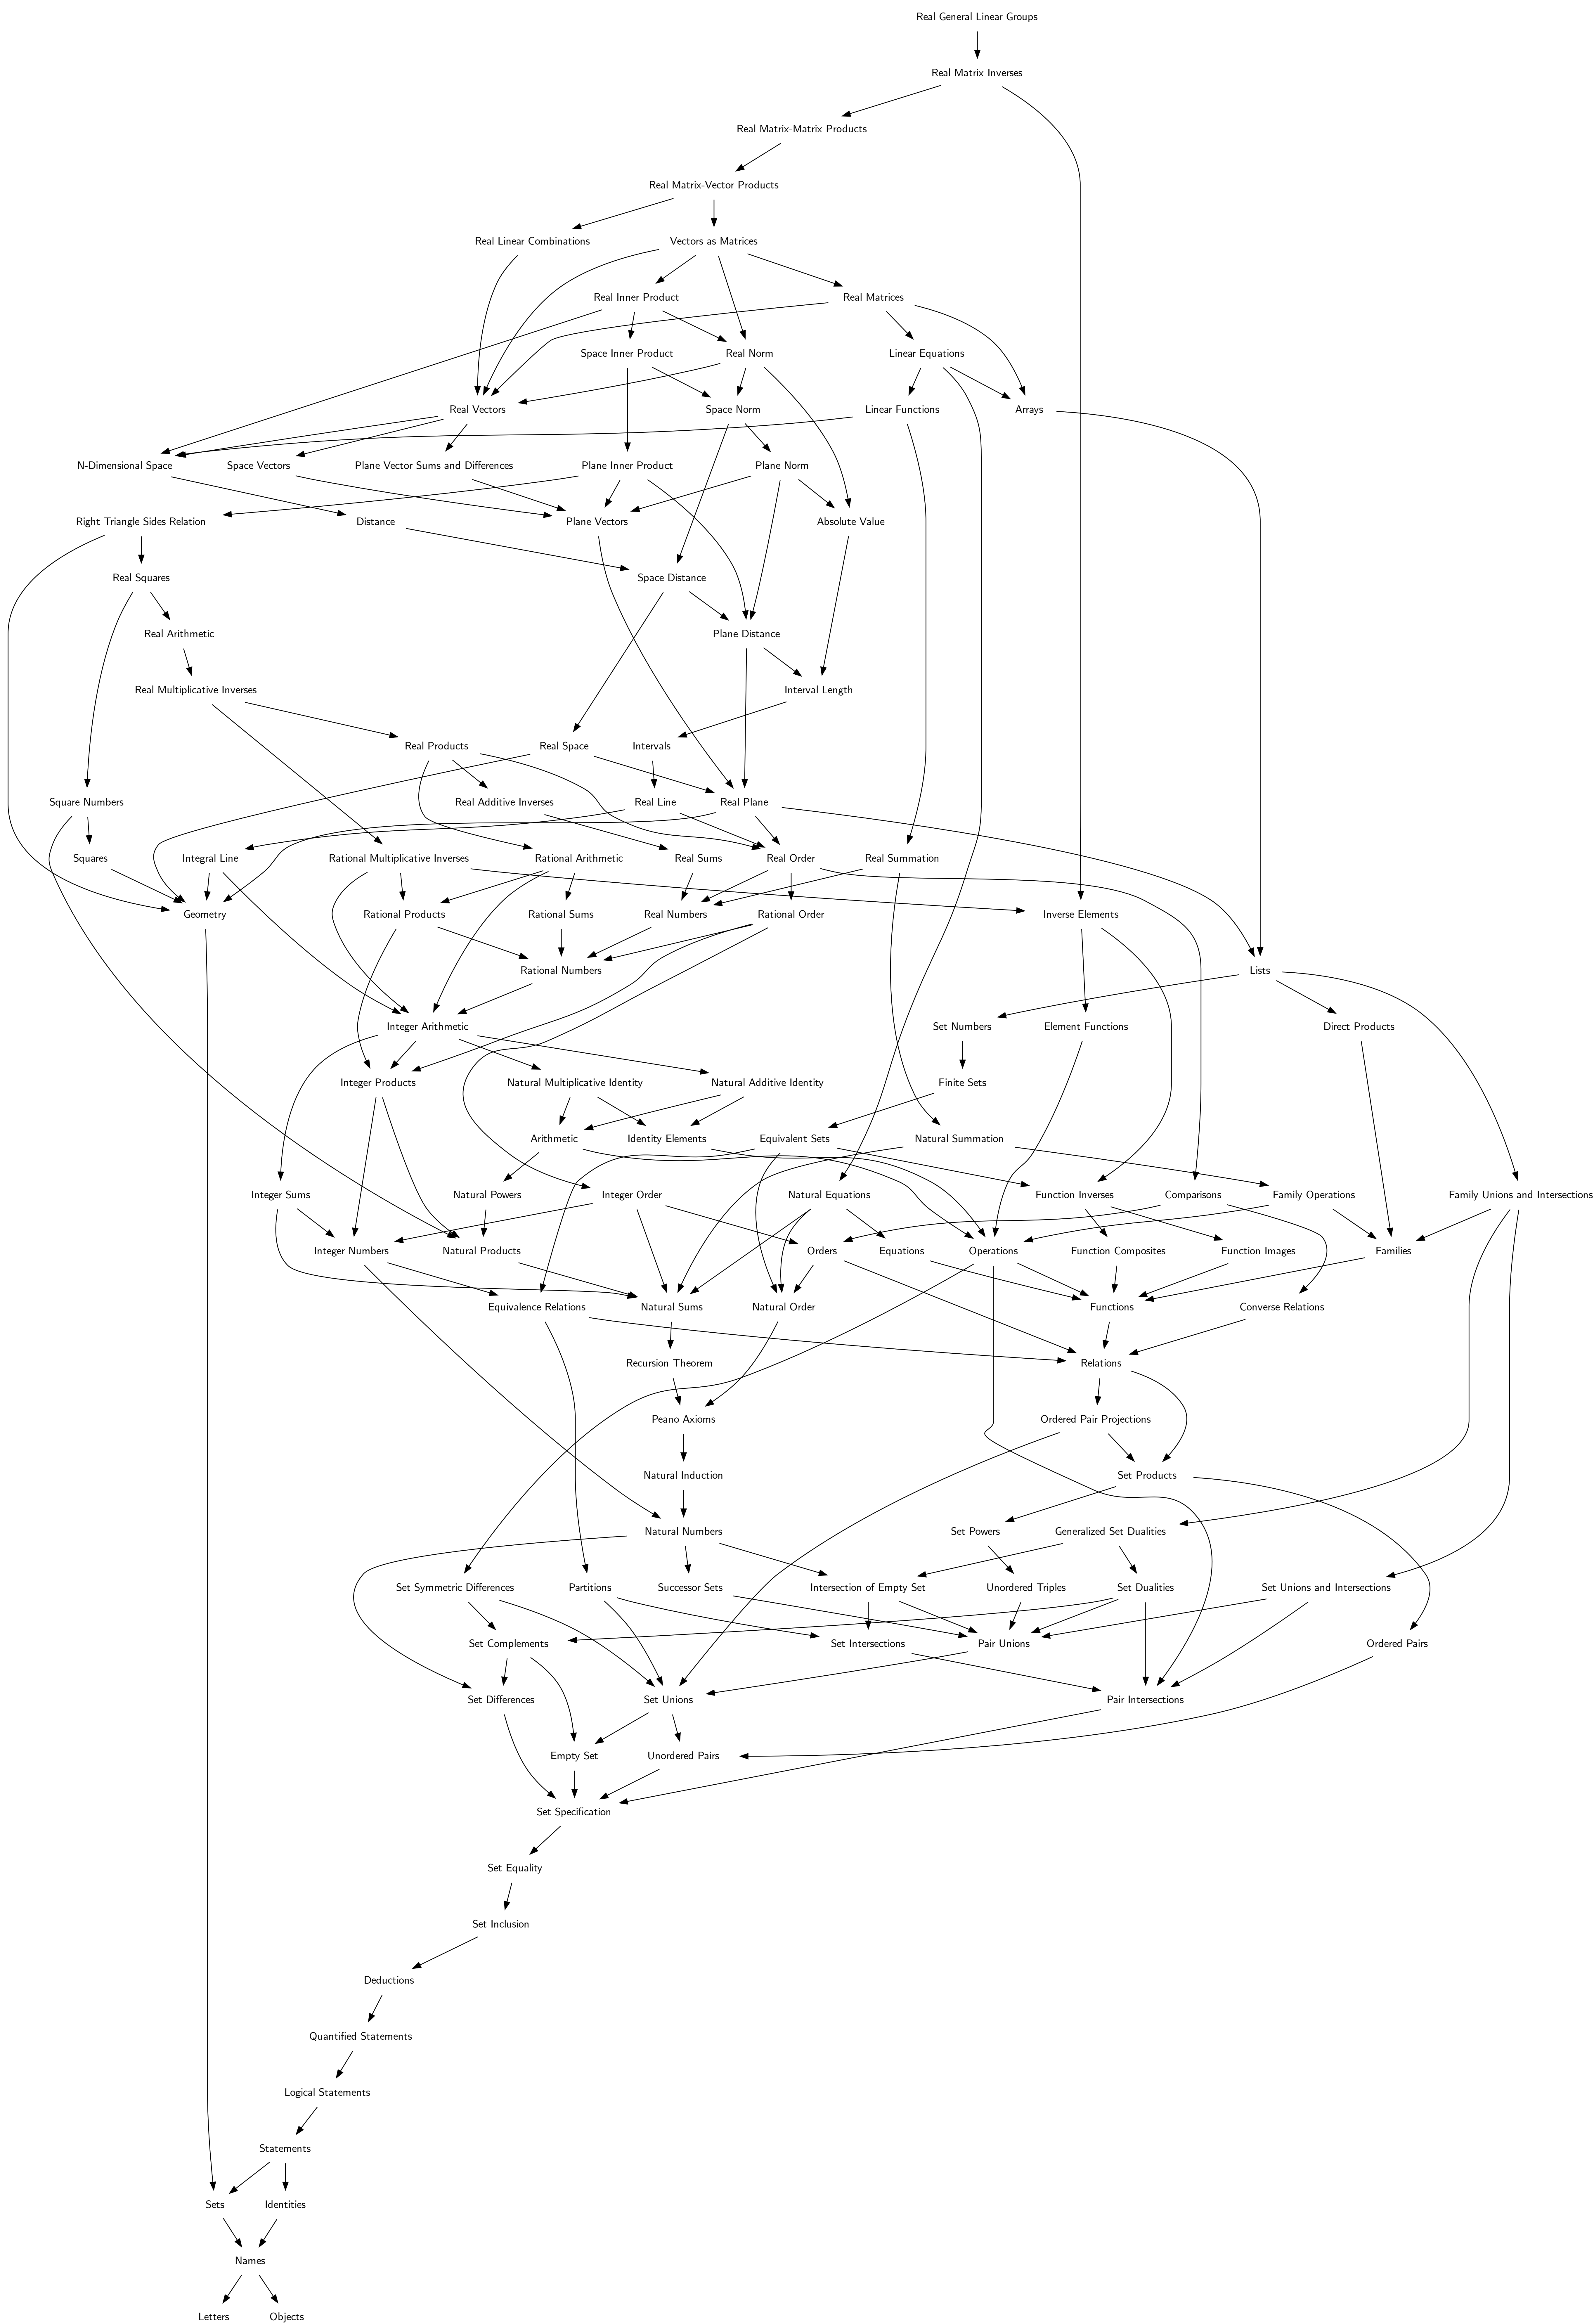 Real General Linear Groups
Real Matrix Inverses
Real Matrix-Matrix Products
Real Matrix-Vector Products
Real Linear Combinations
Vectors as Matrices
Real Inner Product
Real Matrices
Space Inner Product
Real Norm
Linear Equations
Real Vectors
Space Norm
Linear Functions
Arrays
N-Dimensional Space
Space Vectors
Plane Vector Sums and Differences
Plane Inner Product
Plane Norm
Right Triangle Sides Relation
Distance
Plane Vectors
Absolute Value
Real Squares
Space Distance
Real Arithmetic
Plane Distance
Real Multiplicative Inverses
Interval Length
Real Products
Real Space
Intervals
Square Numbers
Real Additive Inverses
Real Line
Real Plane
Squares
Integral Line
Rational Multiplicative Inverses
Rational Arithmetic
Real Sums
Real Order
Real Summation
Geometry
Rational Products
Rational Sums
Real Numbers
Rational Order
Inverse Elements
Rational Numbers
Lists
Integer Arithmetic
Set Numbers
Element Functions
Direct Products
Integer Products
Natural Multiplicative Identity
Natural Additive Identity
Finite Sets
Arithmetic
Identity Elements
Equivalent Sets
Natural Summation
Integer Sums
Natural Powers
Integer Order
Natural Equations
Function Inverses
Comparisons
Family Operations
Family Unions and Intersections
Integer Numbers
Natural Products
Orders
Equations
Operations
Function Composites
Function Images
Families
Equivalence Relations
Natural Sums
Natural Order
Functions
Converse Relations
Recursion Theorem
Relations
Peano Axioms
Ordered Pair Projections
Natural Induction
Set Products
Natural Numbers
Set Powers
Generalized Set Dualities
Set Symmetric Differences
Partitions
Successor Sets
Intersection of Empty Set
Unordered Triples
Set Dualities
Set Unions and Intersections
Set Complements
Set Intersections
Pair Unions
Ordered Pairs
Set Differences
Set Unions
Pair Intersections
Empty Set
Unordered Pairs
Set Specification
Set Equality
Set Inclusion
Deductions
Quantified Statements
Logical Statements
Statements
Sets
Identities
Names
Letters
Objects